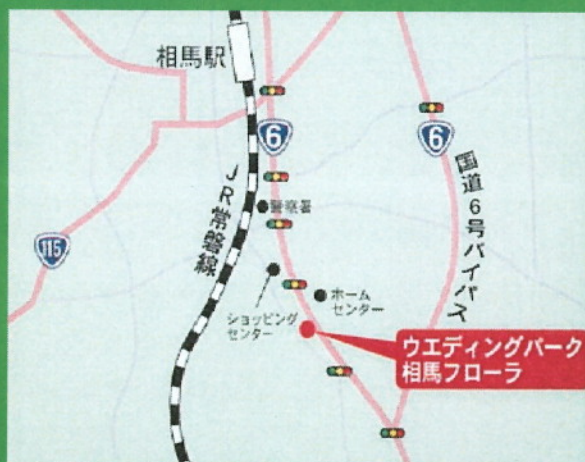 相馬駅
6
6
国道6号バイパス
JR常磐線
警察署
115
ショッピング
センター
ホーム
センター
ウエディングパーク
相馬フローラ